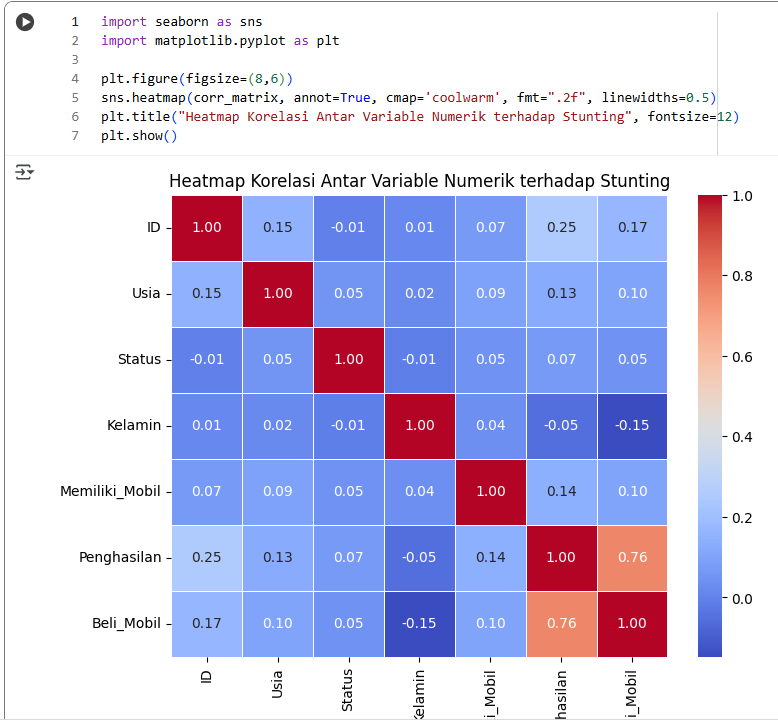 1 import seaborn as sns
2 import matplotlib.pyplot as plt
3
4 plt.figure(figsize=(8,6))
5 sns.heatmap(corr_matrix, annot=True, cmap='coolwarm', fmt=".2f", linewidths=0.5)
6 plt.title("Heatmap Korelasi Antar Variable Numerik terhadap Stunting", fontsize=12)
7 plt.show()
Heatmap Korelasi Antar Variable Numerik terhadap Stunting
ID 1.00 0.15 -0.01 0.01 0.07 0.25 0.17
Usia 0.15 1.00 0.05 0.02 0.09 0.13 0.10
Status -0.01 0.05 1.00 -0.01 0.05 0.07 0.05
Kelamin 0.01 0.02 -0.01 1.00 0.04 -0.05 -0.15
Memiliki_Mobil 0.07 0.09 0.05 0.04 1.00 0.14 0.10
Penghasilan 0.25 0.13 0.07 -0.05 0.14 1.00 0.76
Beli_Mobil 0.17 0.10 0.05 -0.15 0.10 0.76 1.00
ID Usia Status Kelamin i_Mobil hasilan i_Mobil
1.0
0.8
0.6
0.4
0.2
0.0